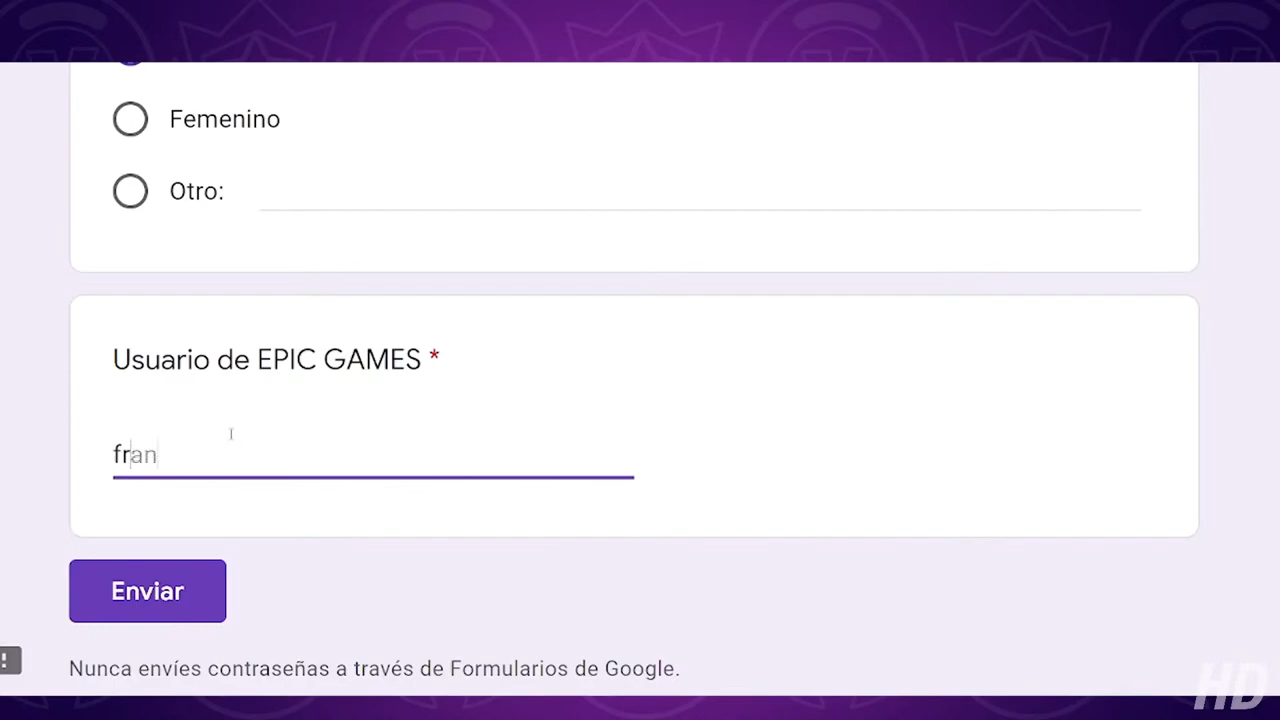 Femenino
Otro:
Usuario de EPIC GAMES *
fran
Enviar
!
Nunca envíes contraseñas a través de Formularios de Google.
HD